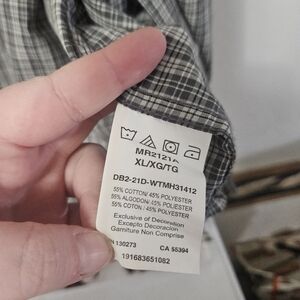 MR2121A
XL/XG/TG
DB2-21D-WTMH31412
55% COTTON/ 45% POLYESTER
55% ALGODON/ 45% POLIESTER
55% COTON / 45% POLYESTER
Exclusive of Decoration
Excepto Decoracion
Garniture Non Comprise
130273 CA 55394
191683651082